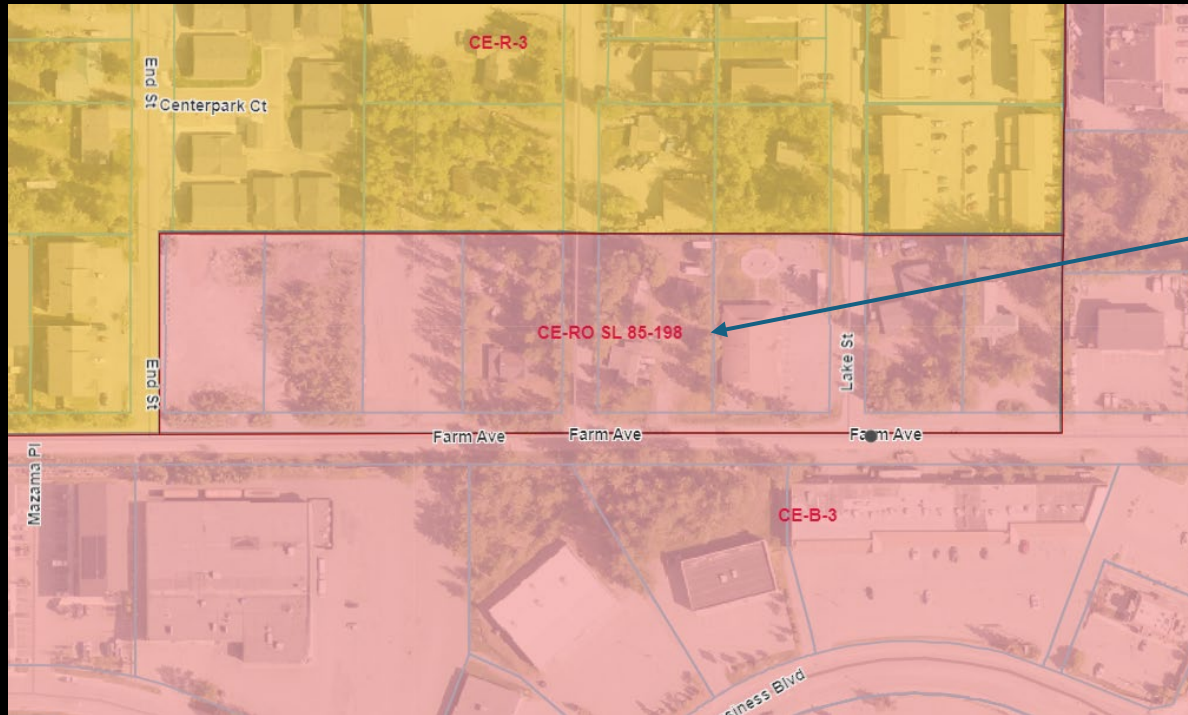 CE-R-3
End St
Centerpark Ct
CE-RO SL 85-198
Lake St
End St
Farm Ave
Farm Ave
Farm Ave
Mazama Pl
CE-B-3
siness Blvd